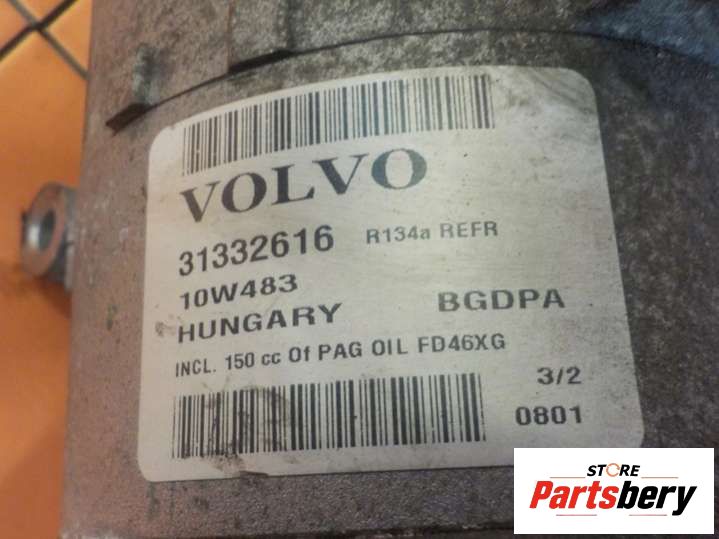 VOLVO
31332616 R134a REFR
10W483
HUNGARY BGDPA
INCL. 150 cc Of PAG OIL FD46XG
3/2
0801
STORE
Partsbery